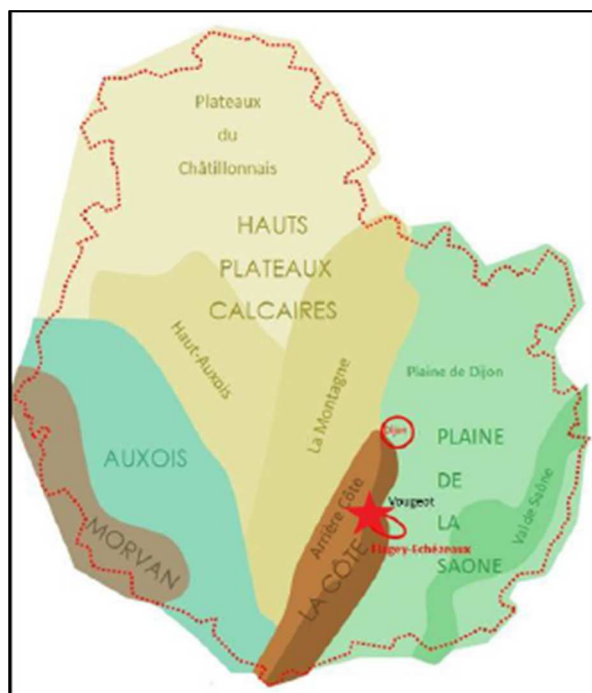 Plateaux
du
Châtillonnais
HAUTS
PLATEAUX
CALCAIRES
Haut-Auxois
La Montagne
Plaine de Dijon
Dijon
AUXOIS
PLAINE
DE
LA
SAONE
Val de Saône
Arrière Côte
Vougeot
Flagey-Echézeaux
MORVAN
LA CÔTE